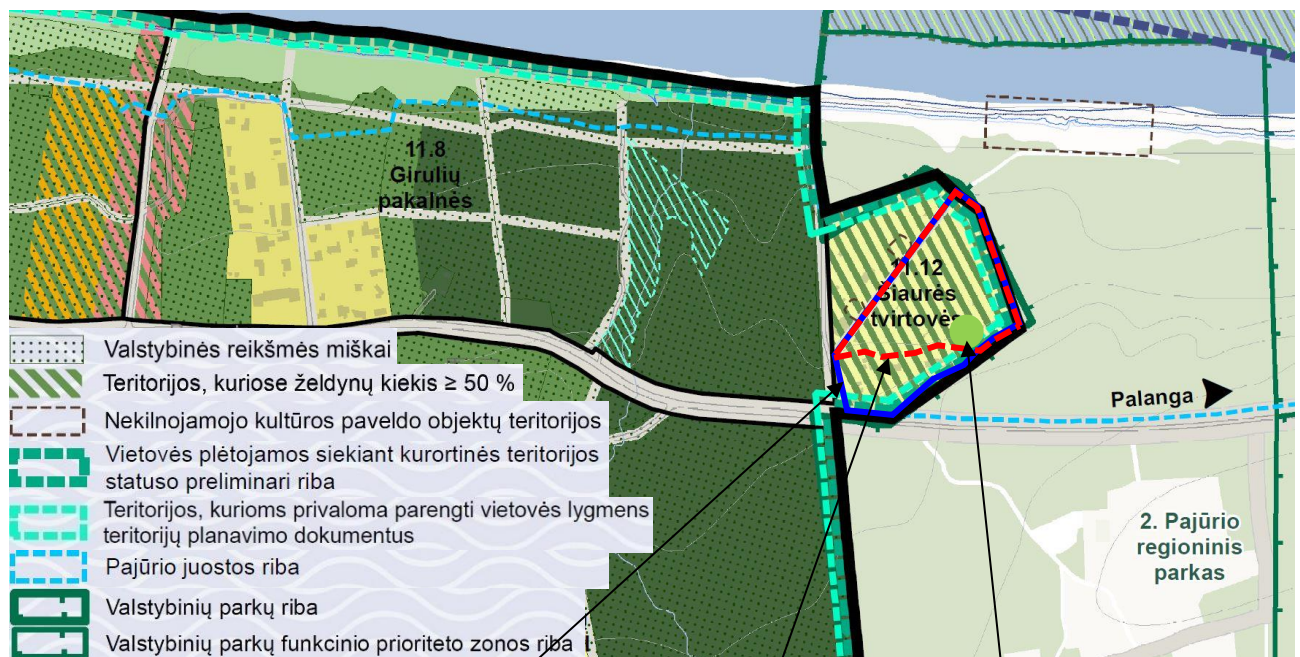 11.8
Girulių
pakalnės
11.12
Šiaurės
tvirtovės
Palanga
2. Pajūrio
regioninis
parkas
Valstybinės reikšmės miškai
Teritorijos, kuriose želdynų kiekis ≥ 50 %
Nekilnojamojo kultūros paveldo objektų teritorijos
Vietovės plėtojamos siekiant kurortinės teritorijos
statuso preliminari riba
Teritorijos, kurioms privaloma parengti vietovės lygmens
teritorijų planavimo dokumentus
Pajūrio juostos riba
Valstybinių parkų riba
Valstybinių parkų funkcinio prioriteto zonos riba